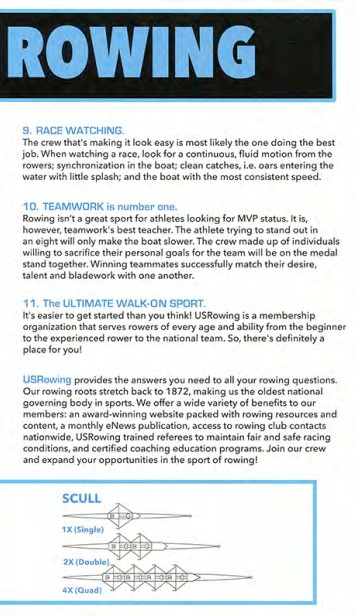 ROWING
9. RACE WATCHING.
The crew that's making it look easy is most likely the one doing the best
job. When watching a race, look for a continuous, fluid motion from the
rowers; synchronization in the boat; clean catches, i.e. oars entering the
water with little splash; and the boat with the most consistent speed.
10. TEAMWORK is number one.
Rowing isn't a great sport for athletes looking for MVP status. It is,
however, teamwork's best teacher. The athlete trying to stand out in
an eight will only make the boat slower. The crew made up of individuals
willing to sacrifice their personal goals for the team will be on the medal
stand together. Winning teammates successfully match their desire,
talent and bladework with one another.
11. The ULTIMATE WALK-ON SPORT.
It's easier to get started than you think! USRowing is a membership
organization that serves rowers of every age and ability from the beginner
to the experienced rower to the national team. So, there's definitely a
place for you!
USRowing provides the answers you need to all your rowing questions.
Our rowing roots stretch back to 1872, making us the oldest national
governing body in sports. We offer a wide variety of benefits to our
members: an award-winning website packed with rowing resources and
content, a monthly eNews publication, access to rowing club contacts
nationwide, USRowing trained referees to maintain fair and safe racing
conditions, and certified coaching education programs. Join our crew
and expand your opportunities in the sport of rowing!
SCULL
1X (Single)
2X (Double)
4X (Quad)